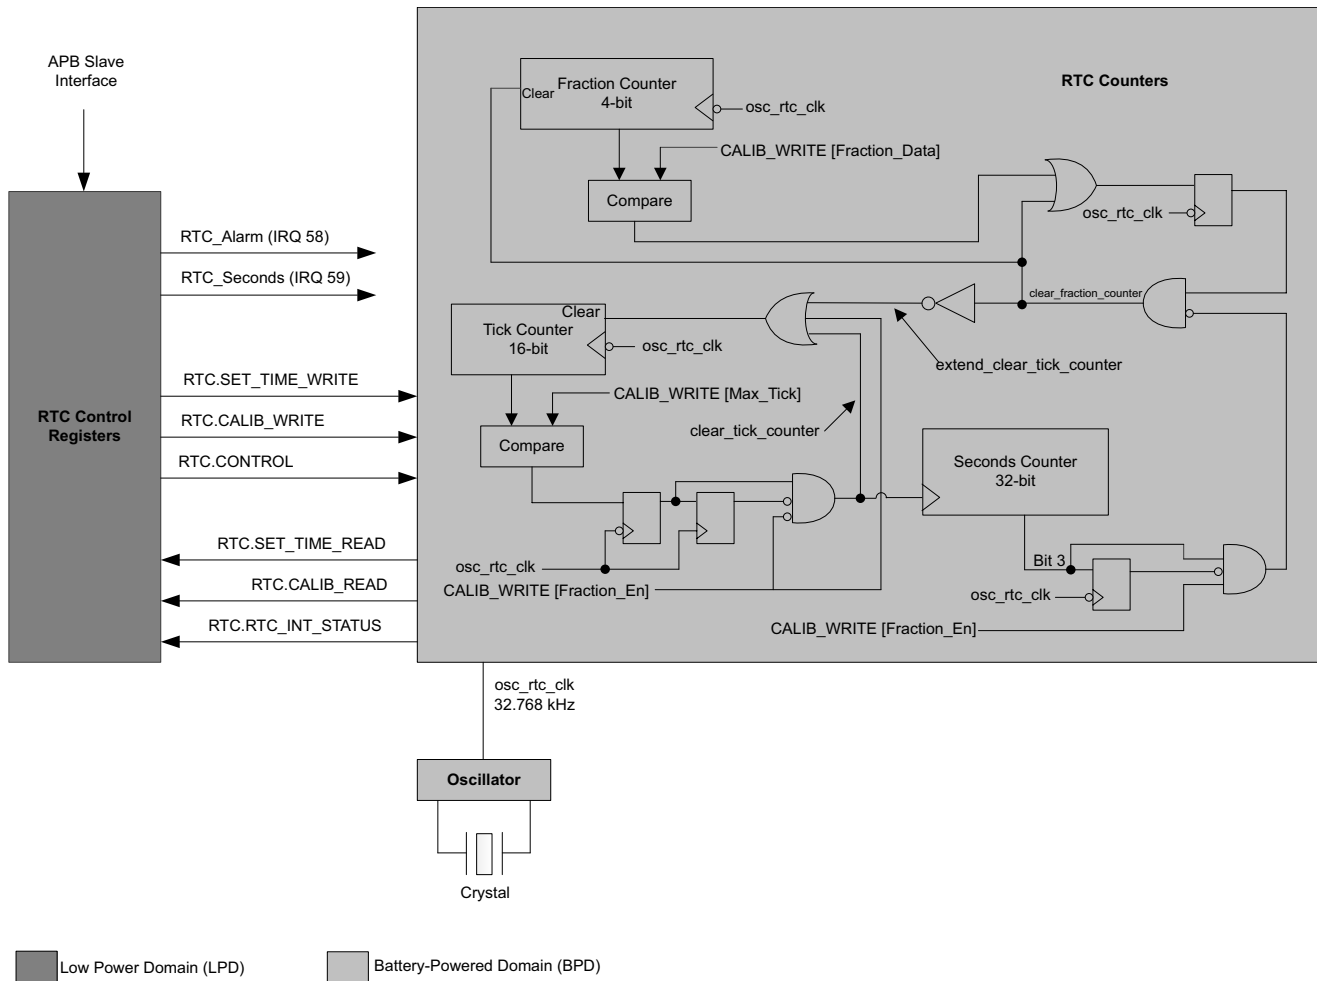 APB Slave
Interface
RTC Counters
Fraction Counter
4-bit
Clear
osc_rtc_clk
CALIB_WRITE [Fraction_Data]
Compare
osc_rtc_clk
RTC_Alarm (IRQ 58)
RTC_Seconds (IRQ 59)
clear_fraction_counter
Clear
Tick Counter
16-bit
osc_rtc_clk
extend_clear_tick_counter
RTC.SET_TIME_WRITE
CALIB_WRITE [Max_Tick]
RTC Control
Registers
RTC.CALIB_WRITE
clear_tick_counter
Compare
RTC.CONTROL
Seconds Counter
32-bit
RTC.SET_TIME_READ
osc_rtc_clk
Bit 3
RTC.CALIB_READ
CALIB_WRITE [Fraction_En]
osc_rtc_clk
RTC.RTC_INT_STATUS
CALIB_WRITE [Fraction_En]
osc_rtc_clk
32.768 kHz
Oscillator
Crystal
Low Power Domain (LPD)
Battery-Powered Domain (BPD)